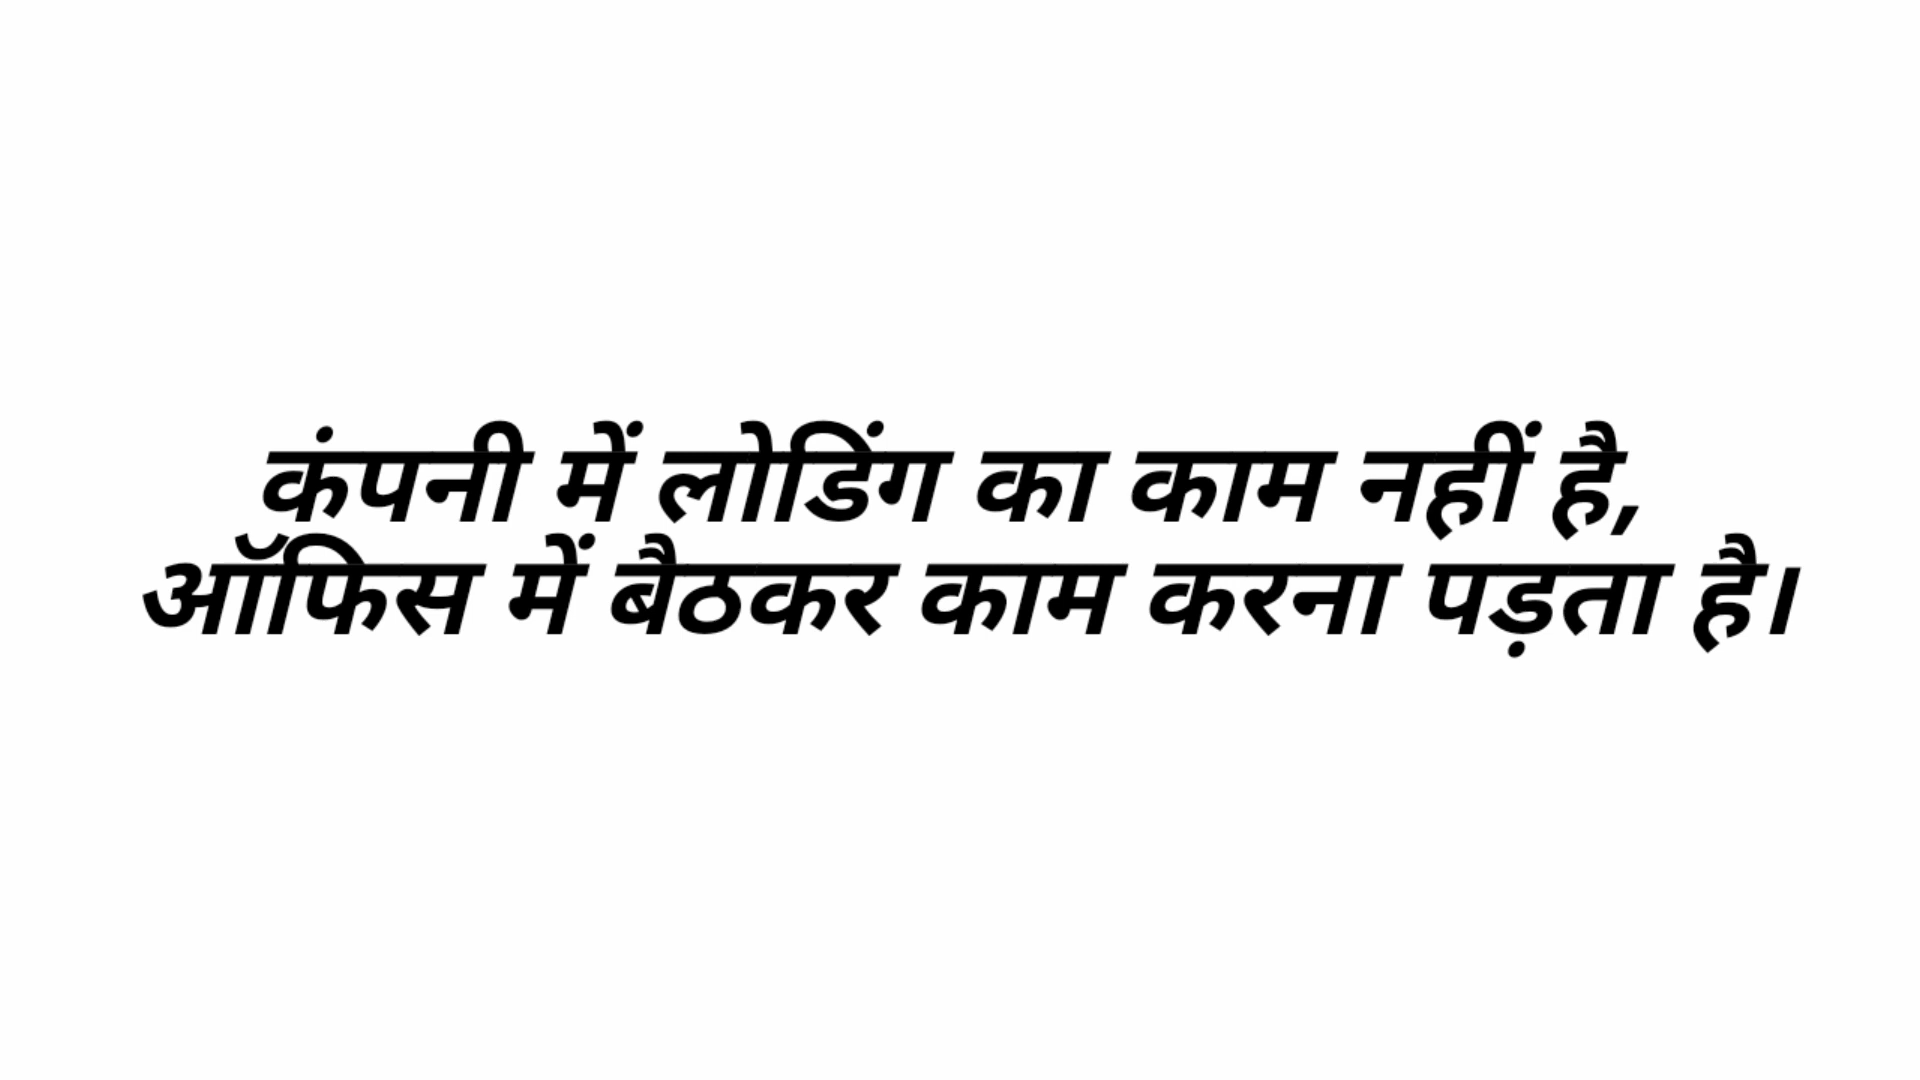 कंपनी में लोडिंग का काम नहीं है,
ऑफिस में बैठकर काम करना पड़ता है।